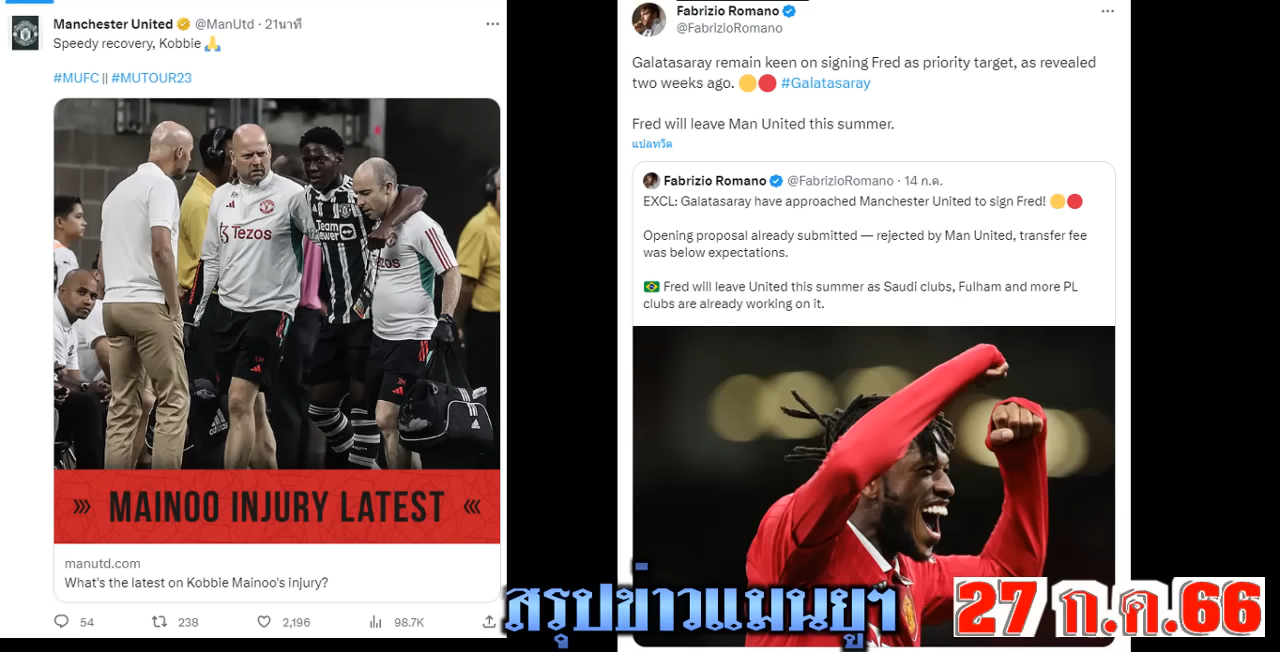 Manchester United @ManUtd · 21นาที
Speedy recovery, Kobbie 🙏
#MUFC || #MUTOUR23
TEZOS
Team
Viewer
TEZOS
adidas
MAINOO INJURY LATEST
manutd.com
What's the latest on Kobbie Mainoo's injury?
54 238 2,196 98.7K
Fabrizio Romano
@FabrizioRomano
Galatasaray remain keen on signing Fred as priority target, as revealed
two weeks ago. 🟡🔴 #Galatasaray
Fred will leave Man United this summer.
แปลทวีต
Fabrizio Romano @FabrizioRomano · 14 ก.ค.
EXCL: Galatasaray have approached Manchester United to sign Fred! 🟡🔴
Opening proposal already submitted — rejected by Man United, transfer fee
was below expectations.
🇧🇷 Fred will leave United this summer as Saudi clubs, Fulham and more PL
clubs are already working on it.
สรุปข่าวแมนยูฯ 27 ก.ค.66